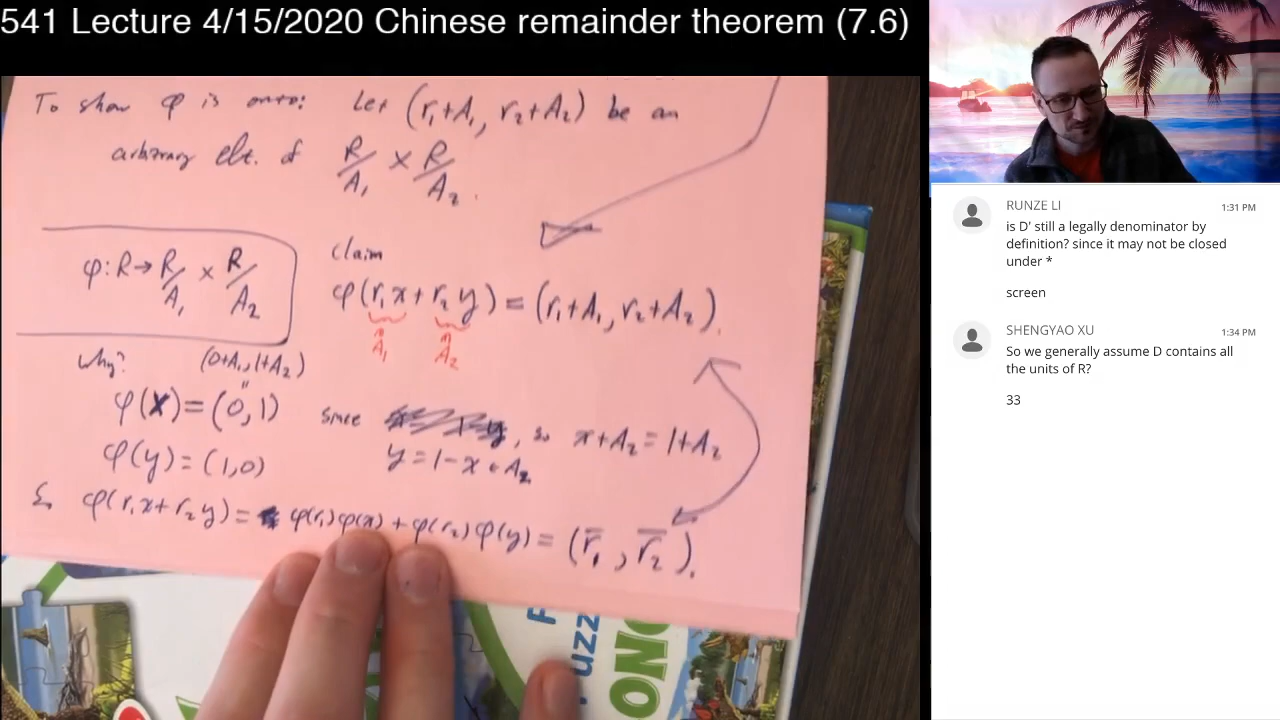 541 Lecture 4/15/2020 Chinese remainder theorem (7.6)
To show φ is onto: Let (r₁+A₁, r₂+A₂) be an
arbitrary elt. of R/A₁ × R/A₂.
φ: R→R/A₁ × R/A₂
Claim
φ(r₁x+r₂y) = (r₁+A₁, r₂+A₂).
A₁ A₂
Why? (0+A₁, 1+A₂)
φ(x)=(0,1) since , so x+A₂=1+A₂
φ(y)=(1,0) y=1-x∈A₂
So φ(r₁x+r₂y)= φ(r₁)φ(x)+φ(r₂)φ(y)=(r̄₁, r̄₂).
ON
RUNZE LI 1:31 PM
is D' still a legally denominator by
definition? since it may not be closed
under *
screen
SHENGYAO XU 1:34 PM
So we generally assume D contains all
the units of R?
33